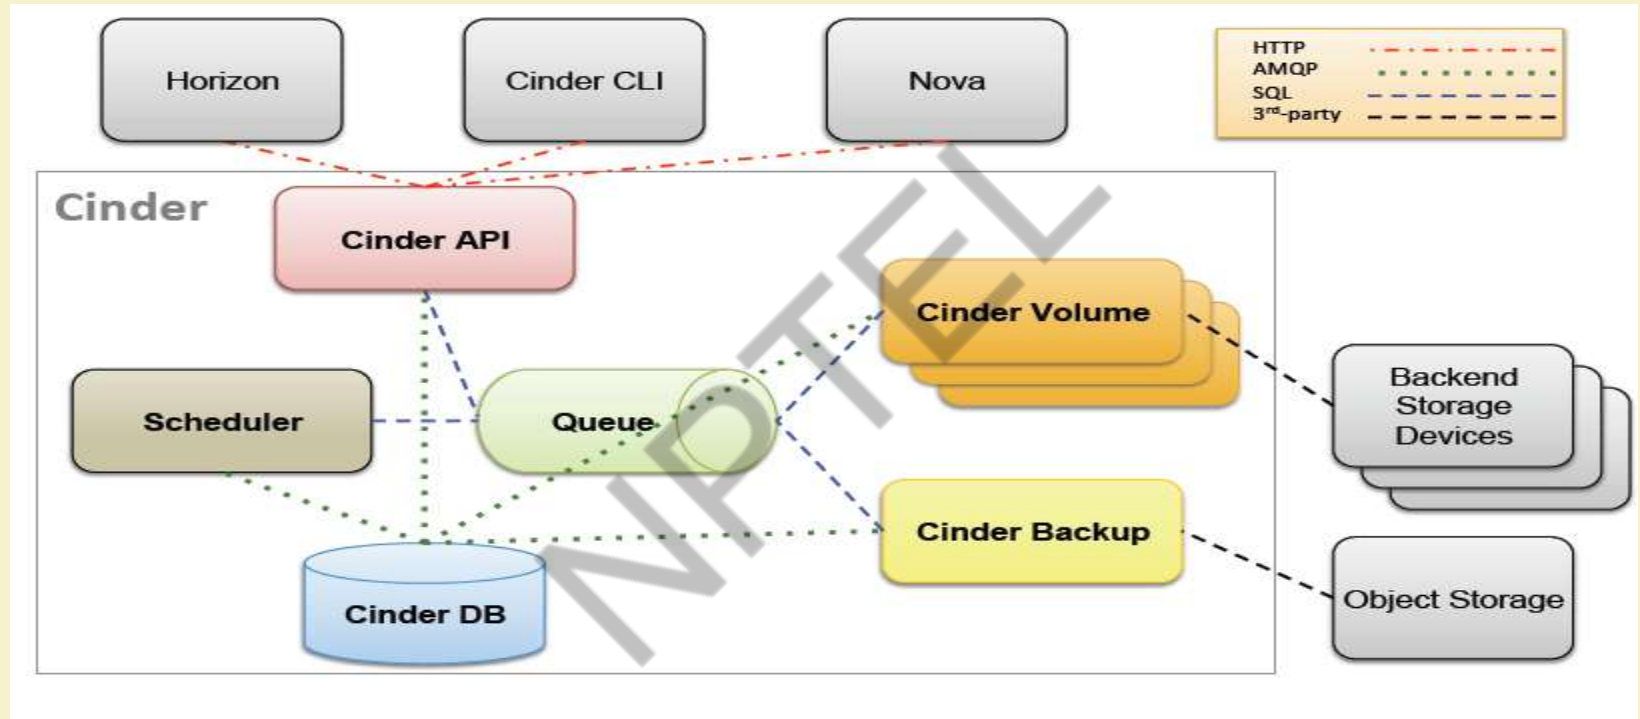 Horizon
Cinder CLI
Nova
HTTP
AMQP
SQL
3rd-party
Cinder
Cinder API
Cinder Volume
Scheduler
Queue
Backend
Storage
Devices
Cinder Backup
Object Storage
Cinder DB
NPTEL